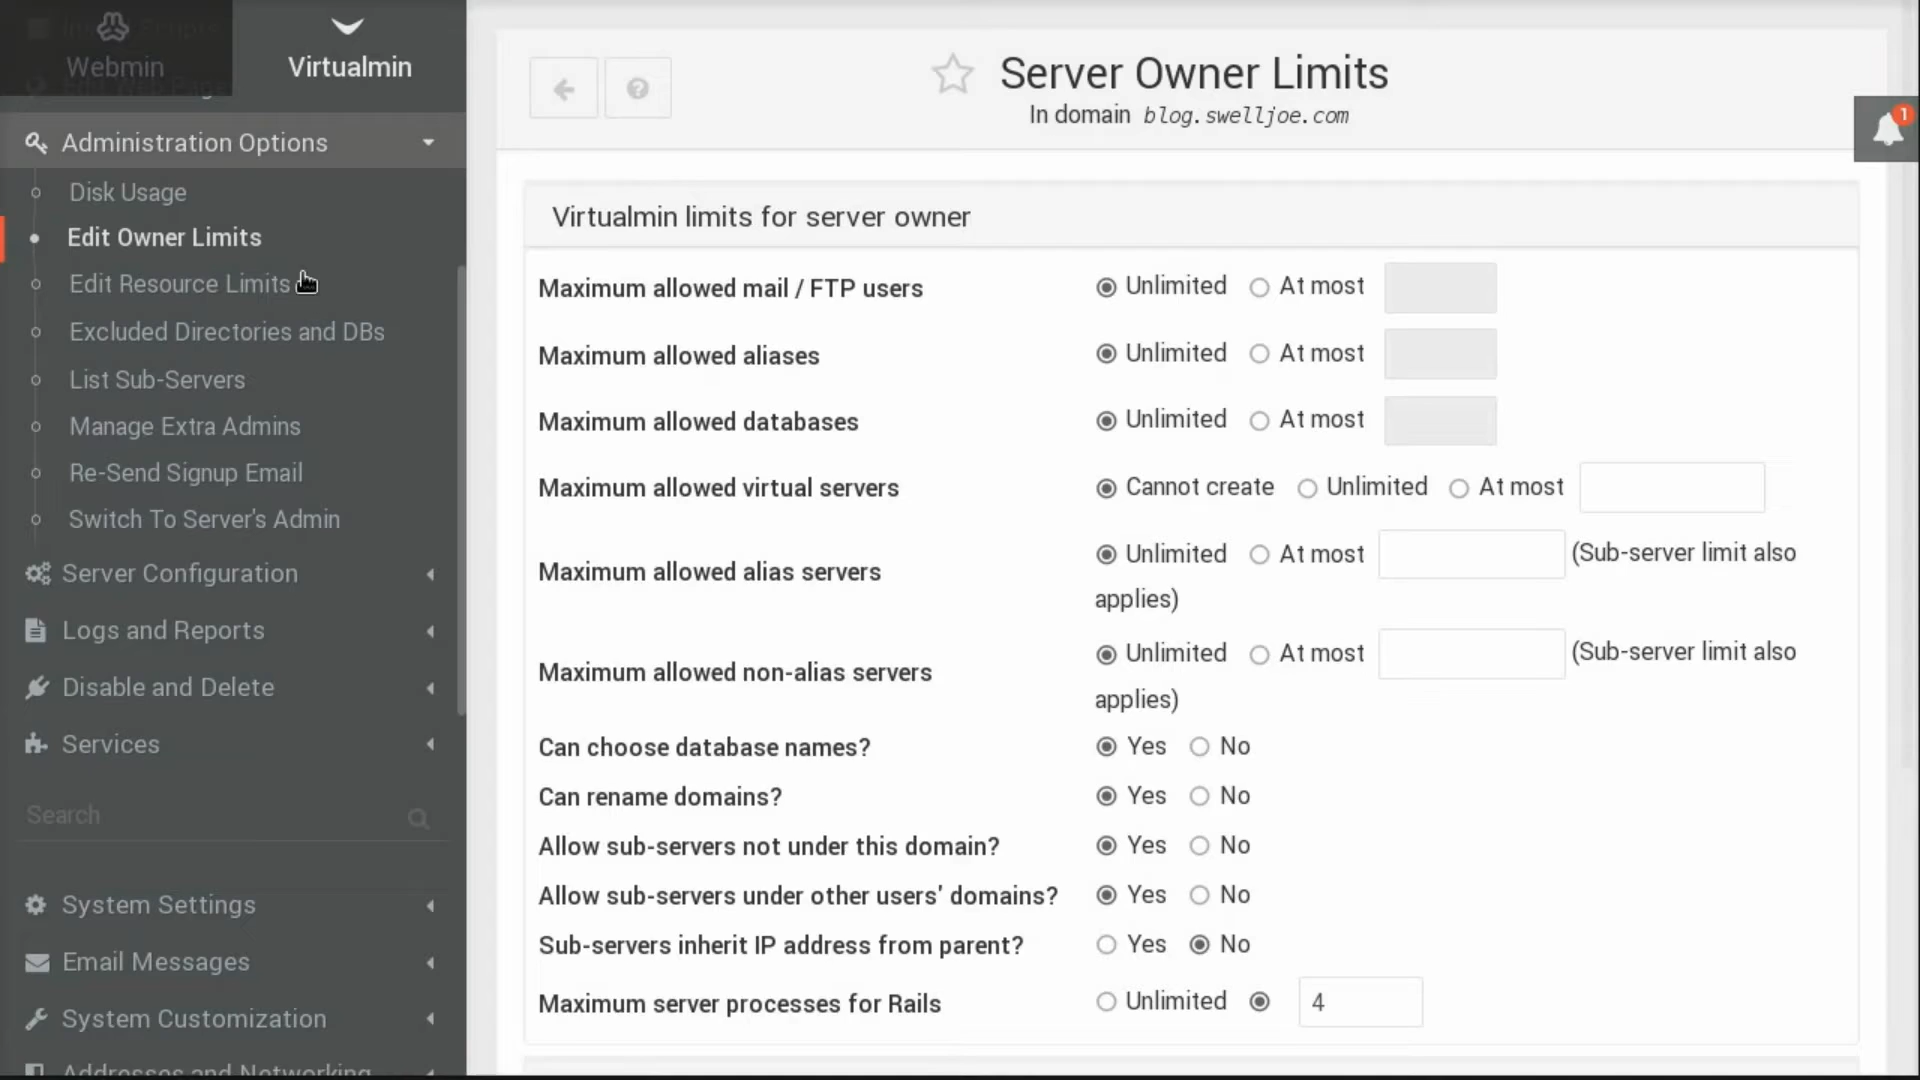 Webmin
Virtualmin
Administration Options
Disk Usage
Edit Owner Limits
Edit Resource Limits
Excluded Directories and DBs
List Sub-Servers
Manage Extra Admins
Re-Send Signup Email
Switch To Server's Admin
Server Configuration
Logs and Reports
Disable and Delete
Services
Search
System Settings
Email Messages
System Customization
Addresses and Networking
Server Owner Limits
In domain blog.swelljoe.com
1
Virtualmin limits for server owner
Maximum allowed mail / FTP users Unlimited At most
Maximum allowed aliases Unlimited At most
Maximum allowed databases Unlimited At most
Maximum allowed virtual servers Cannot create Unlimited At most
Maximum allowed alias servers Unlimited At most (Sub-server limit also
applies)
Maximum allowed non-alias servers Unlimited At most (Sub-server limit also
applies)
Can choose database names? Yes No
Can rename domains? Yes No
Allow sub-servers not under this domain? Yes No
Allow sub-servers under other users' domains? Yes No
Sub-servers inherit IP address from parent? Yes No
Maximum server processes for Rails Unlimited 4